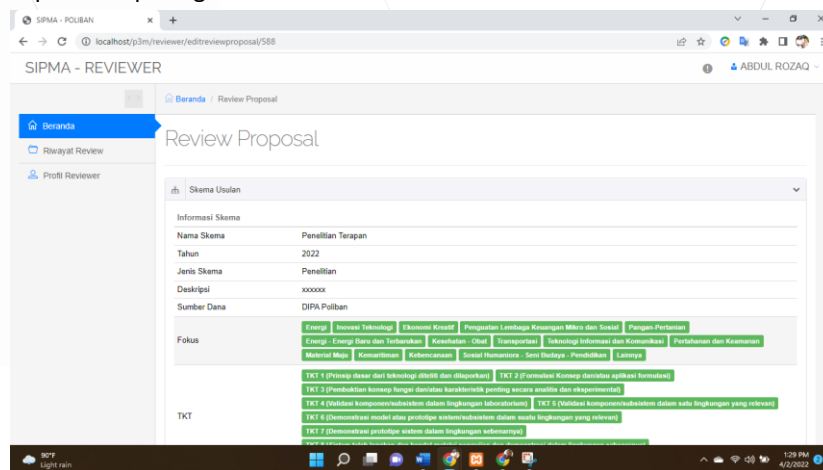 SIPMA - POLIBAN
localhost/p3m/reviewer/editreviewproposal/588
SIPMA - REVIEWER
ABDUL ROZAQ
Beranda / Review Proposal
Beranda
Riwayat Review
Profil Reviewer
Review Proposal
Skema Usulan
Informasi Skema
Nama Skema Penelitian Terapan
Tahun 2022
Jenis Skema Penelitian
Deskripsi xxxxxx
Sumber Dana DIPA Poliban
Fokus
Energi Inovasi Teknologi Ekonomi Kreatif Penguatan Lembaga Keuangan Mikro dan Sosial Pangan-Pertanian
Energi - Energi Baru dan Terbarukan Kesehatan - Obat Transportasi Teknologi Informasi dan Komunikasi Pertahanan dan Keamanan
Material Maju Kemaritiman Kebencanaan Sosial Humaniora - Seni Budaya - Pendidikan Lainnya
TKT
TKT 1 (Prinsip dasar dari teknologi diteliti dan dilaporkan) TKT 2 (Formulasi Konsep dan/atau aplikasi formulasi)
TKT 3 (Pembuktian konsep fungsi dan/atau karakteristik penting secara analitis dan eksperimental)
TKT 4 (Validasi komponen/subsistem dalam lingkungan laboratorium) TKT 5 (Validasi komponen/subsistem dalam satu lingkungan yang relevan)
TKT 6 (Demonstrasi model atau prototipe sistem/subsistem dalam suatu lingkungan yang relevan)
TKT 7 (Demonstrasi prototipe sistem dalam lingkungan sebenarnya)
90°F
Light rain
1:29 PM
4/2/2022